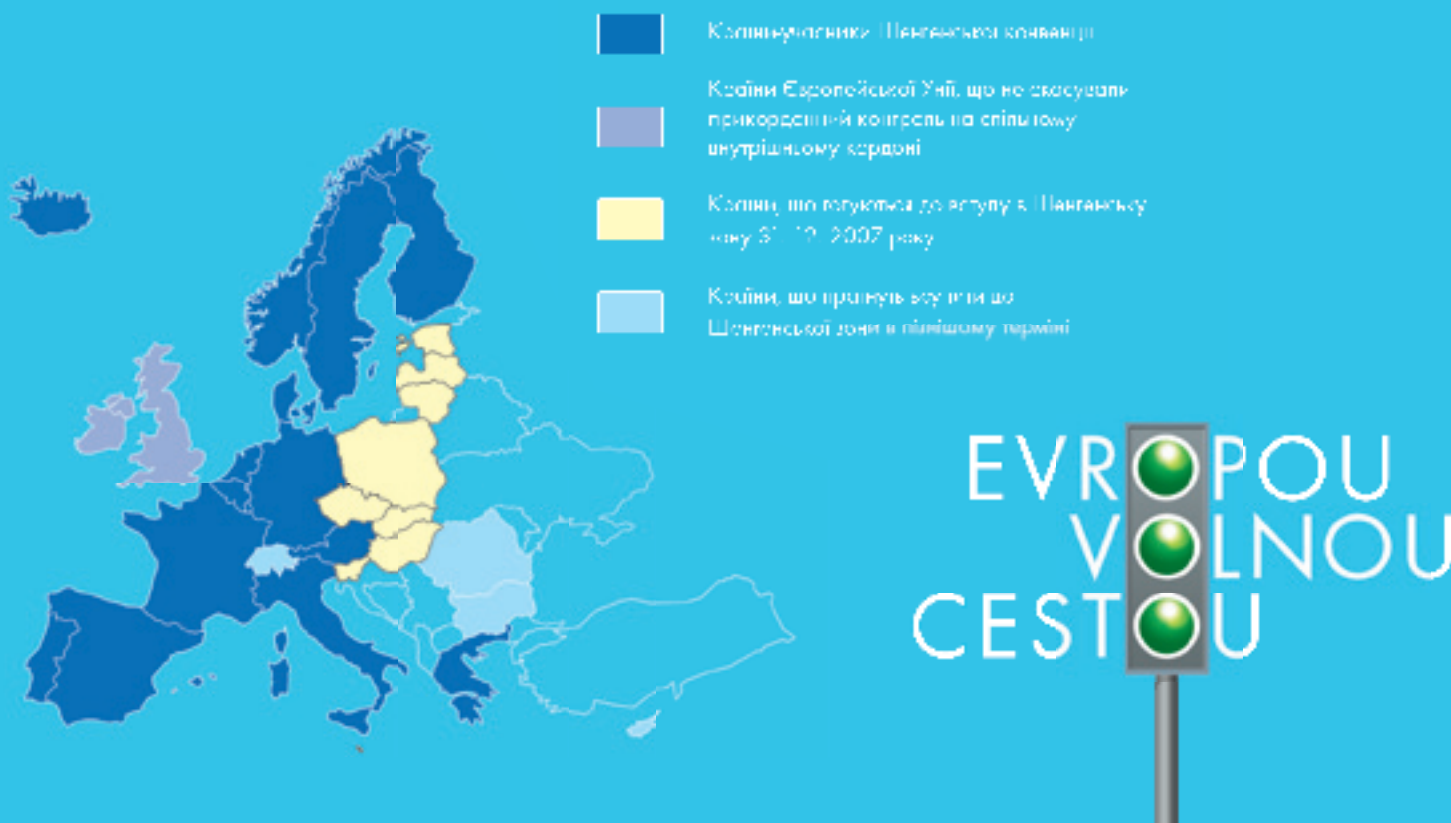 Країни-учасники Шенгенської конвенції
Країни Європейської Унії, що не скасували
прикордонний контроль на спільному
внутрішньому кордоні
Країни, що готуються до вступу в Шенгенську
зону 31. 12. 2007 року
Країни, що прагнуть вступити до
Шенгенської зони в пізнішому терміні
EVROPOU
VOLNOU
CESTOU